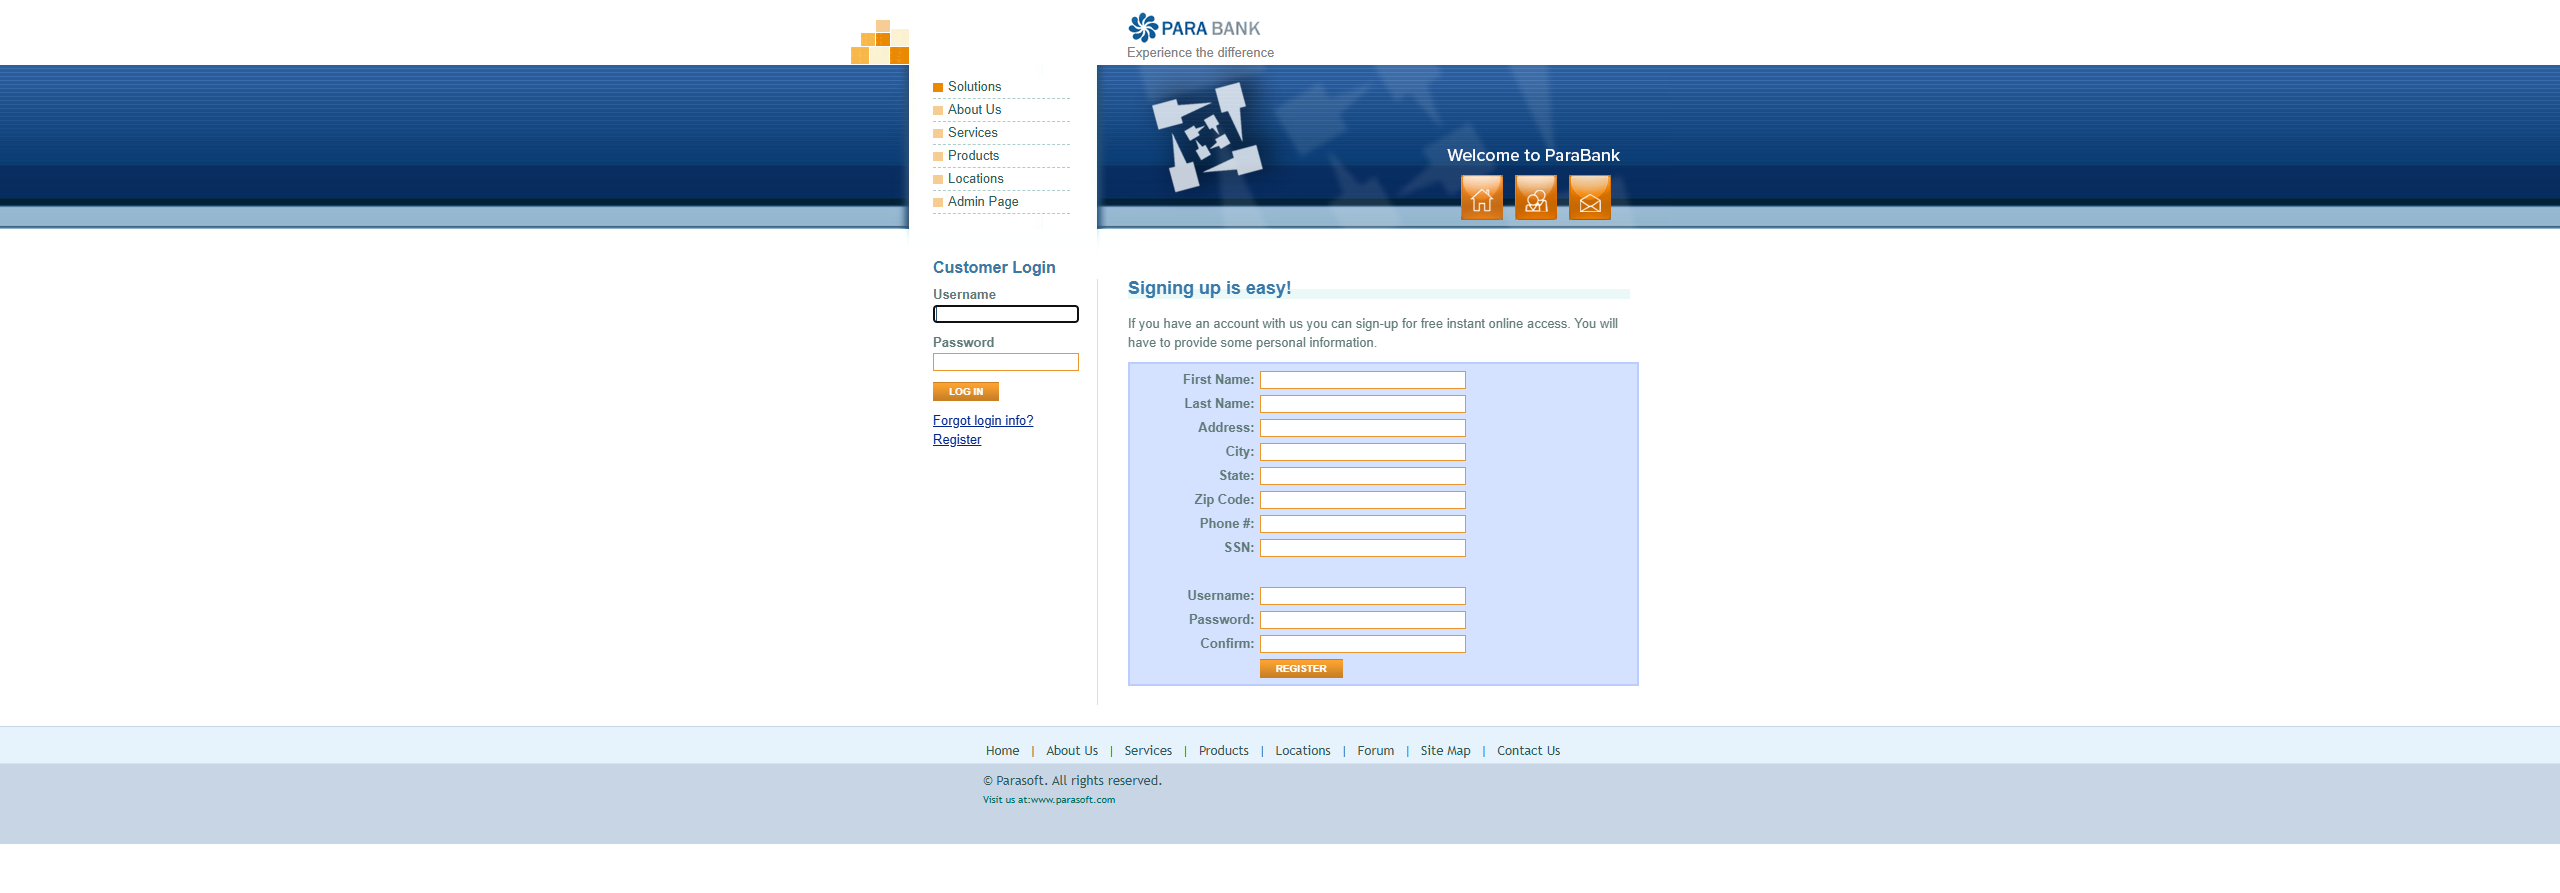 PARA BANK
Experience the difference
Solutions
About Us
Services
Products
Locations
Admin Page
Welcome to ParaBank
Customer Login
Username
Password
LOG IN
Forgot login info?
Register
Signing up is easy!
If you have an account with us you can sign-up for free instant online access. You will
have to provide some personal information.
First Name:
Last Name:
Address:
City:
State:
Zip Code:
Phone #:
SSN:
Username:
Password:
Confirm:
REGISTER
Home | About Us | Services | Products | Locations | Forum | Site Map | Contact Us
© Parasoft. All rights reserved.
Visit us at:www.parasoft.com